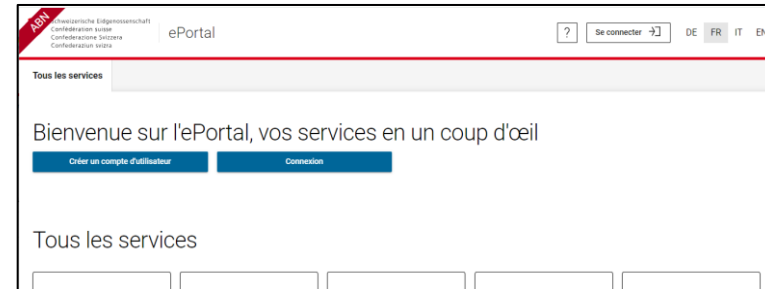 ABN
Schweizerische Eidgenossenschaft
Confédération suisse
Confederazione Svizzera
Confederaziun svizra
ePortal
?
Se connecter
DE FR IT EN
Tous les services
Bienvenue sur l'ePortal, vos services en un coup d'œil
Créer un compte d'utilisateur
Connexion
Tous les services